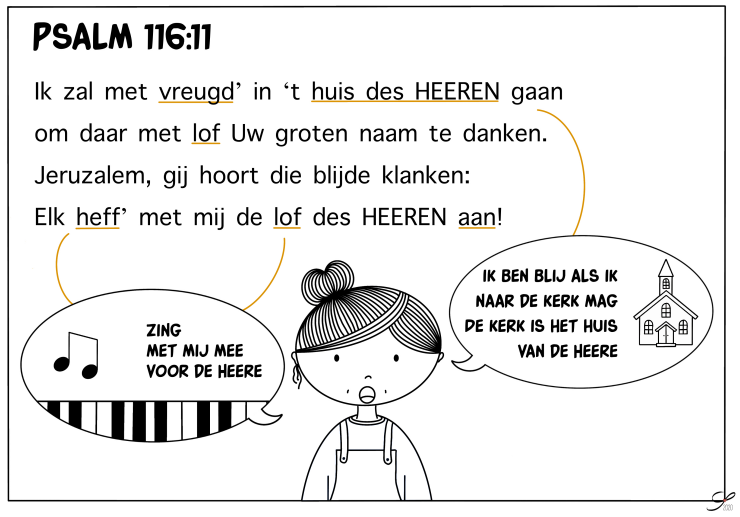 PSALM 116:11
Ik zal met vreugd’ in ‘t huis des HEEREN gaan
om daar met lof Uw groten naam te danken.
Jeruzalem, gij hoort die blijde klanken:
Elk heff’ met mij de lof des HEEREN aan!
IK BEN BLIJ ALS IK
NAAR DE KERK MAG
DE KERK IS HET HUIS
VAN DE HEERE
ZING
MET MIJ MEE
VOOR DE HEERE